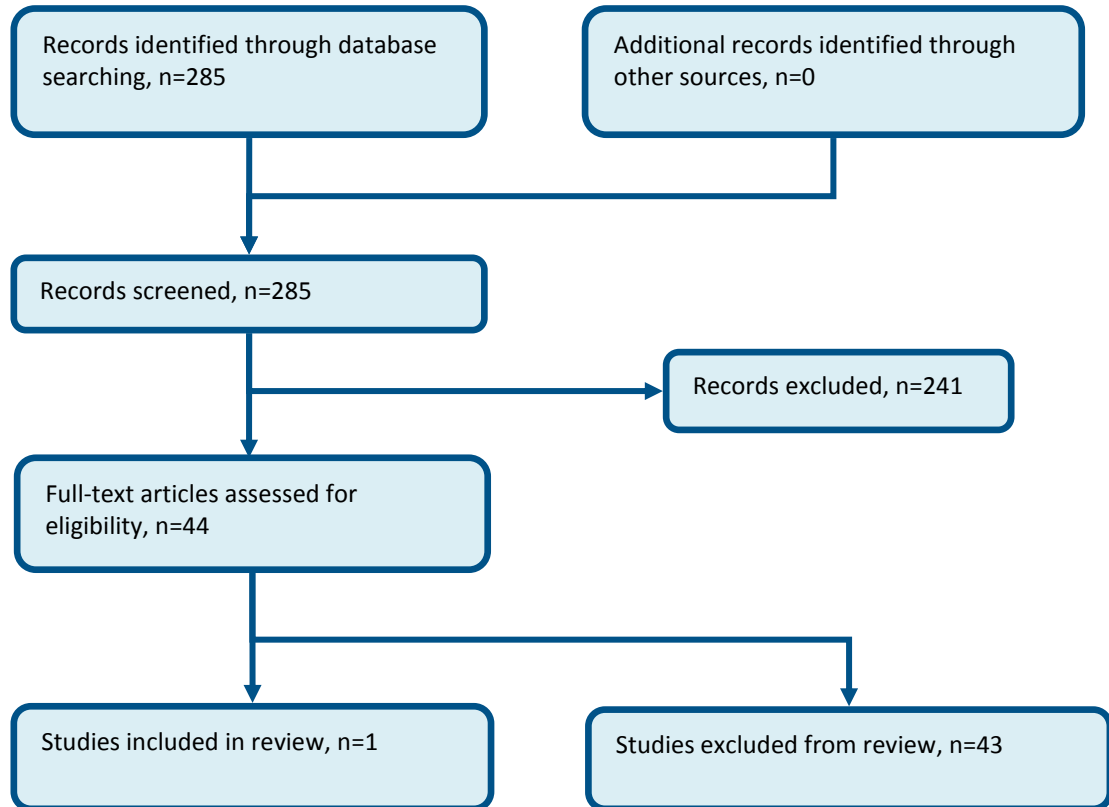 Records identified through database
searching, n=285
Additional records identified through
other sources, n=0
Records screened, n=285
Records excluded, n=241
Full-text articles assessed for
eligibility, n=44
Studies included in review, n=1
Studies excluded from review, n=43